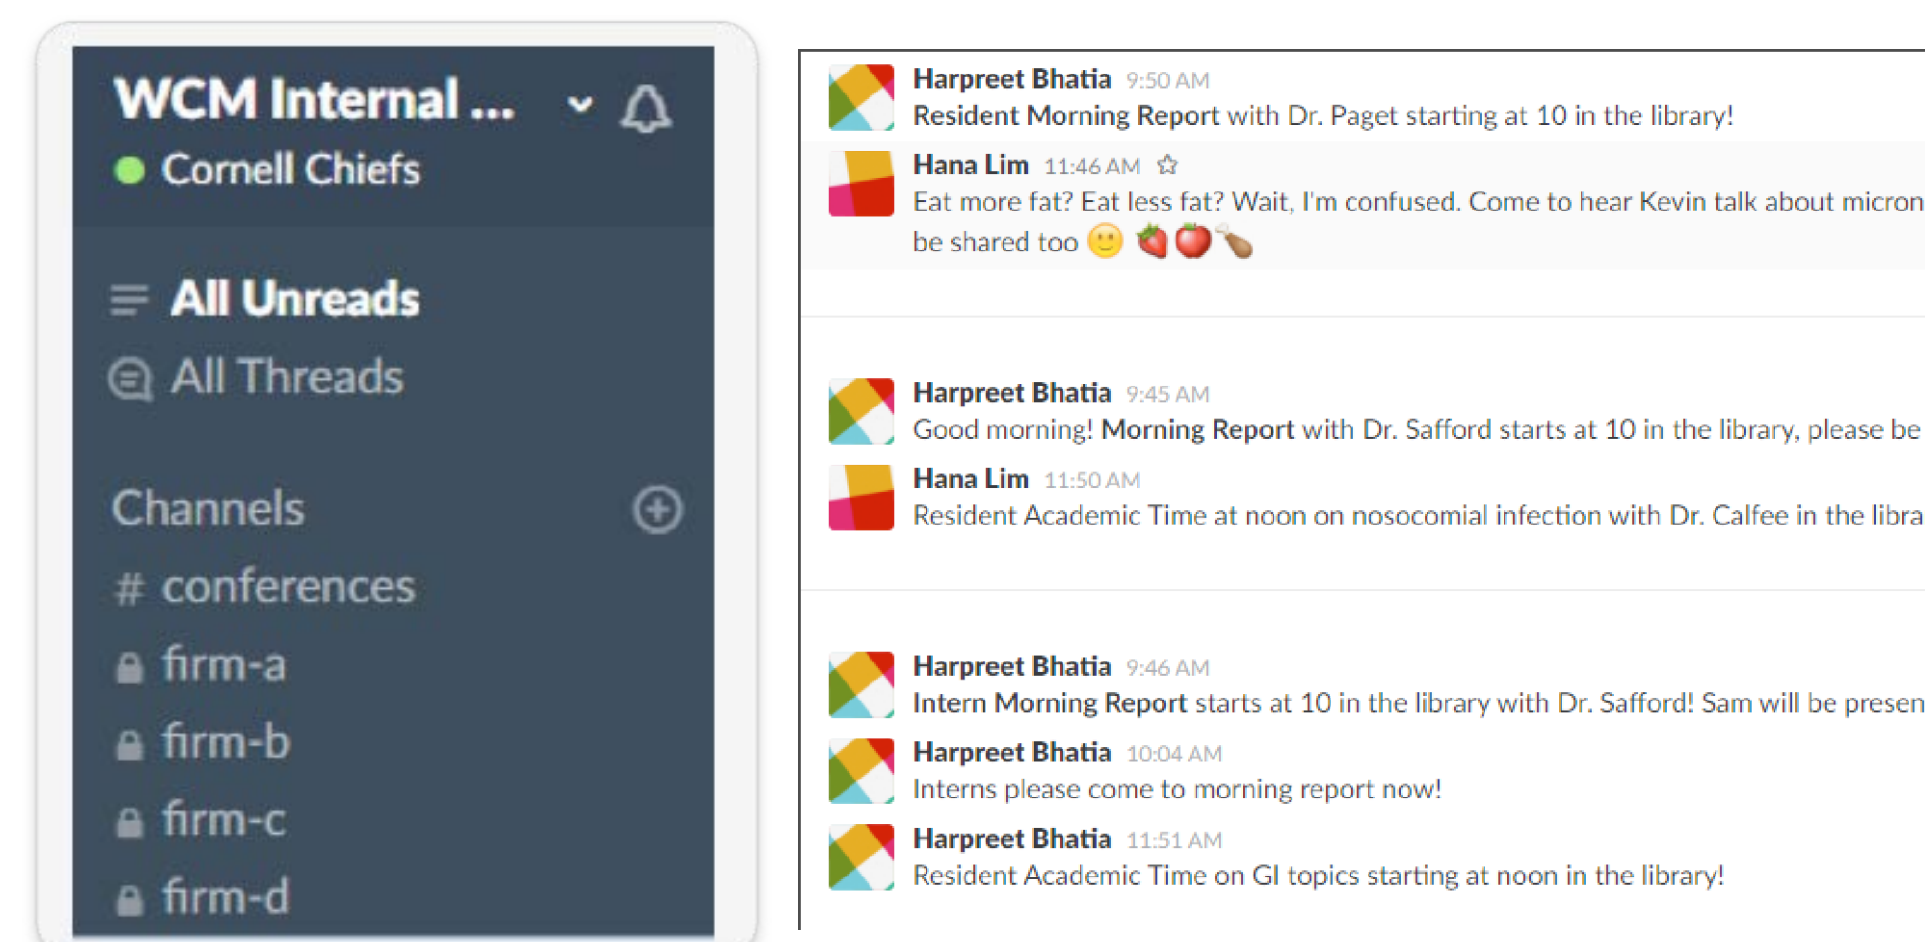 WCM Internal ...
Cornell Chiefs
All Unreads
All Threads
Channels
# conferences
firm-a
firm-b
firm-c
firm-d
Harpreet Bhatia 9:50 AM
Resident Morning Report with Dr. Paget starting at 10 in the library!
Hana Lim 11:46 AM
Eat more fat? Eat less fat? Wait, I'm confused. Come to hear Kevin talk about micron
be shared too
Harpreet Bhatia 9:45 AM
Good morning! Morning Report with Dr. Safford starts at 10 in the library, please be
Hana Lim 11:50 AM
Resident Academic Time at noon on nosocomial infection with Dr. Calfee in the libra
Harpreet Bhatia 9:46 AM
Intern Morning Report starts at 10 in the library with Dr. Safford! Sam will be presen
Harpreet Bhatia 10:04 AM
Interns please come to morning report now!
Harpreet Bhatia 11:51 AM
Resident Academic Time on GI topics starting at noon in the library!